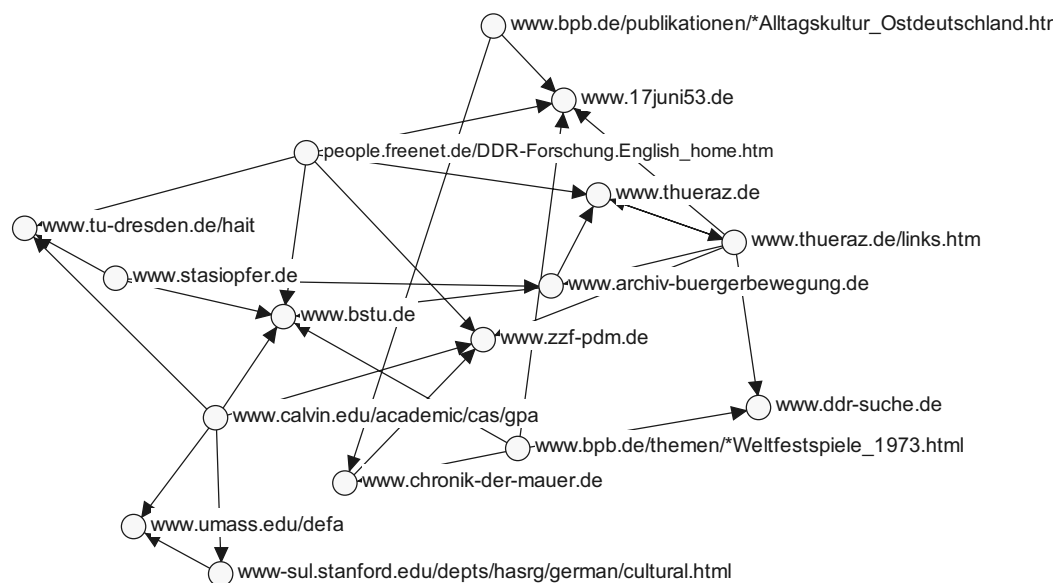 www.bpb.de/publikationen/*Alltagskultur_Ostdeutschland.htm
www.17juni53.de
people.freenet.de/DDR-Forschung.English_home.htm
www.thueraz.de
www.tu-dresden.de/hait
www.thueraz.de/links.htm
www.stasiopfer.de
www.archiv-buergerbewegung.de
www.bstu.de
www.zzf-pdm.de
www.ddr-suche.de
www.calvin.edu/academic/cas/gpa
www.bpb.de/themen/*Weltfestspiele_1973.html
www.chronik-der-mauer.de
www.umass.edu/defa
www-sul.stanford.edu/depts/hasrg/german/cultural.html